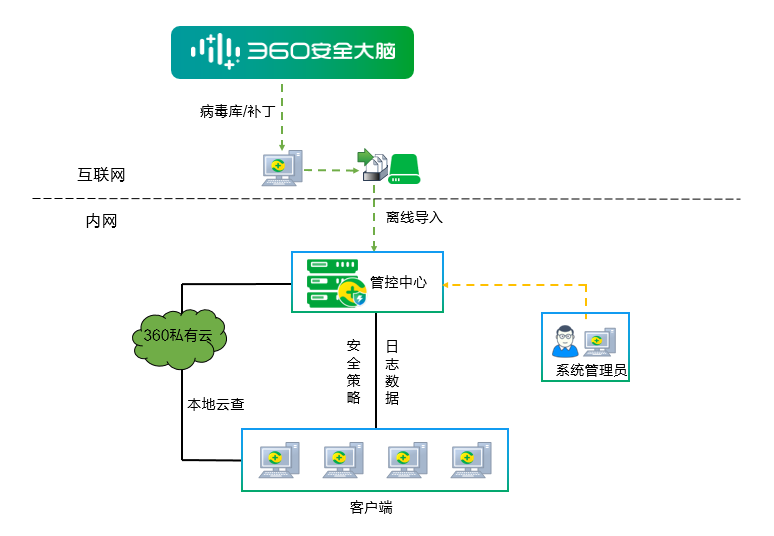 360安全大脑
病毒库/补丁
互联网
内网
离线导入
管控中心
360私有云
安全策略
日志数据
系统管理员
本地云查
客户端